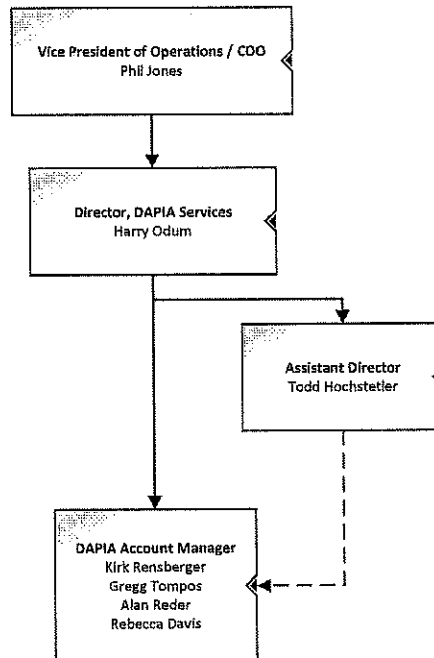 Vice President of Operations / COO
Phil Jones
Director, DAPIA Services
Harry Odum
Assistant Director
Todd Hochstetler
DAPIA Account Manager
Kirk Rensberger
Gregg Tompos
Alan Reder
Rebecca Davis